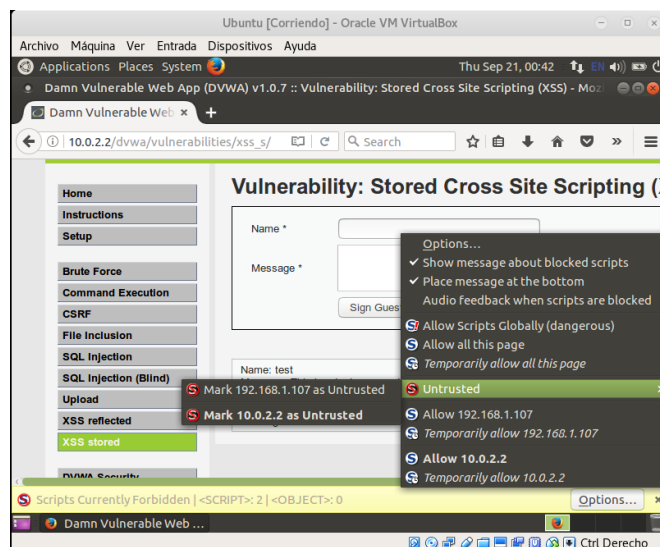 Ubuntu [Corriendo] - Oracle VM VirtualBox
Archivo Máquina Ver Entrada Dispositivos Ayuda
Applications Places System Thu Sep 21, 00:42 EN
Damn Vulnerable Web App (DVWA) v1.0.7 :: Vulnerability: Stored Cross Site Scripting (XSS) - Moz
Damn Vulnerable Web × +
10.0.2.2/dvwa/vulnerabilities/xss_s/ Search
Vulnerability: Stored Cross Site Scripting (
Home
Instructions
Setup
Brute Force
Command Execution
CSRF
File Inclusion
SQL Injection
SQL Injection (Blind)
Upload
XSS reflected
XSS stored
DVWA Security
Name *
Message *
Sign Gues
Name: test
Options...
✓ Show message about blocked scripts
✓ Place message at the bottom
Audio feedback when scripts are blocked
Allow Scripts Globally (dangerous)
Allow all this page
Temporarily allow all this page
Untrusted
Mark 192.168.1.107 as Untrusted
Mark 10.0.2.2 as Untrusted
Allow 192.168.1.107
Temporarily allow 192.168.1.107
Allow 10.0.2.2
Temporarily allow 10.0.2.2
Scripts Currently Forbidden | <SCRIPT>: 2 | <OBJECT>: 0 Options... ×
Damn Vulnerable Web ...
Ctrl Derecho